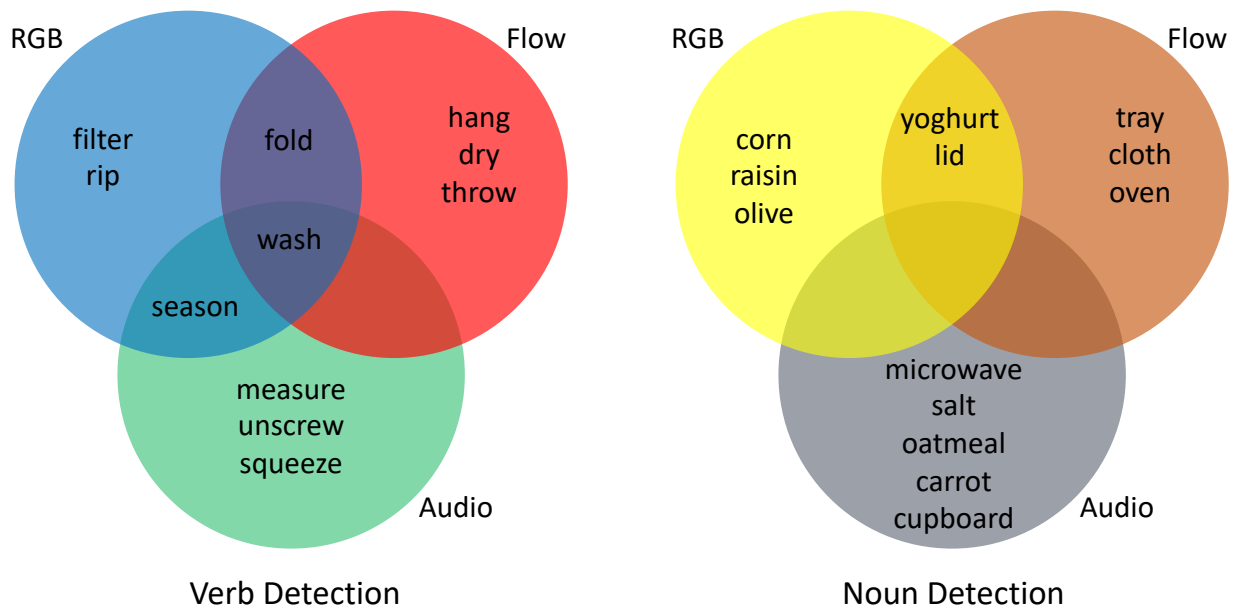 RGB
Flow
filter
rip
fold
hang
dry
throw
wash
season
measure
unscrew
squeeze
Audio
Verb Detection
RGB
Flow
corn
raisin
olive
yoghurt
lid
tray
cloth
oven
microwave
salt
oatmeal
carrot
cupboard
Audio
Noun Detection